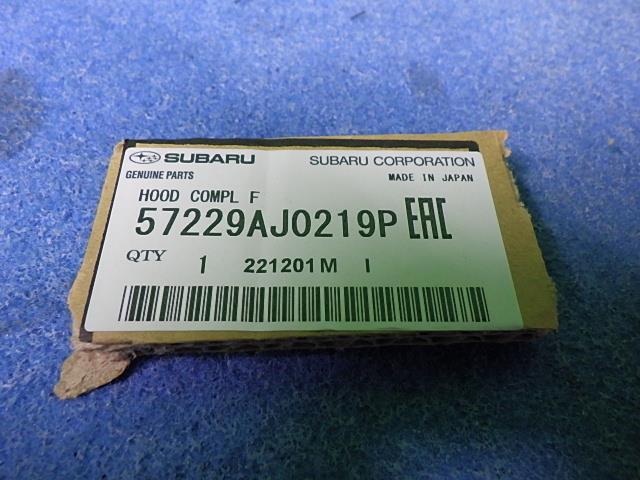 SUBARU SUBARU CORPORATION
GENUINE PARTS MADE IN JAPAN
HOOD COMPL F
57229AJ0219P EAC
QTY 1 221201M I